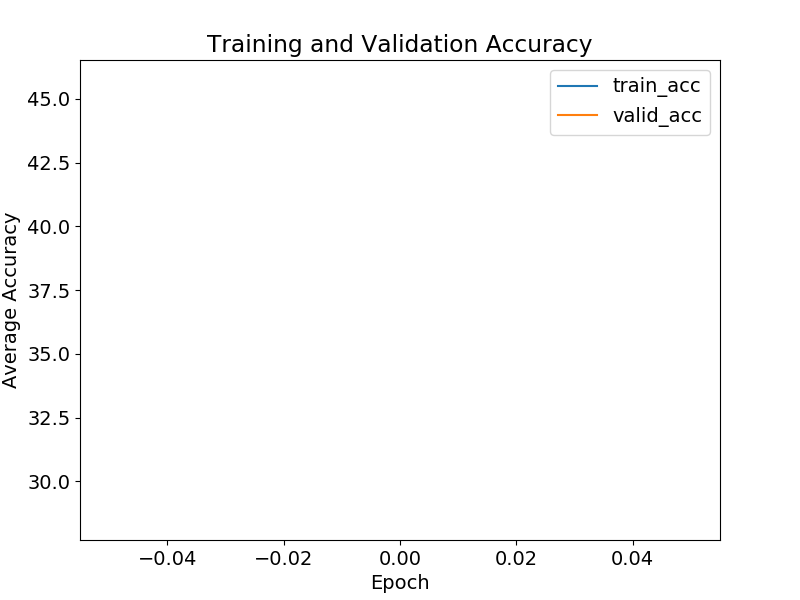 Training and Validation Accuracy
train_acc
valid_acc
Average Accuracy
45.0
42.5
40.0
37.5
35.0
32.5
30.0
−0.04
−0.02
0.00
0.02
0.04
Epoch